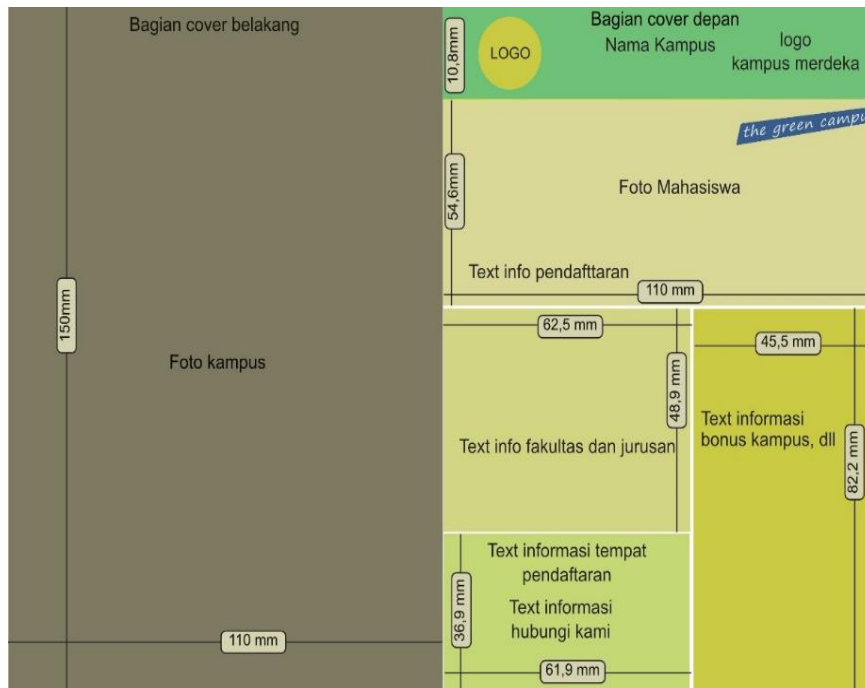 Bagian cover belakang
150mm
Foto kampus
110 mm
Bagian cover depan
10,8mm
LOGO
Nama Kampus
logo
kampus merdeka
the green campu
54,6mm
Foto Mahasiswa
Text info pendafttaran
110 mm
62,5 mm
48,9 mm
Text info fakultas dan jurusan
45,5 mm
Text informasi
bonus kampus, dll
82,2 mm
Text informasi tempat
pendaftaran
36,9 mm
Text informasi
hubungi kami
61,9 mm